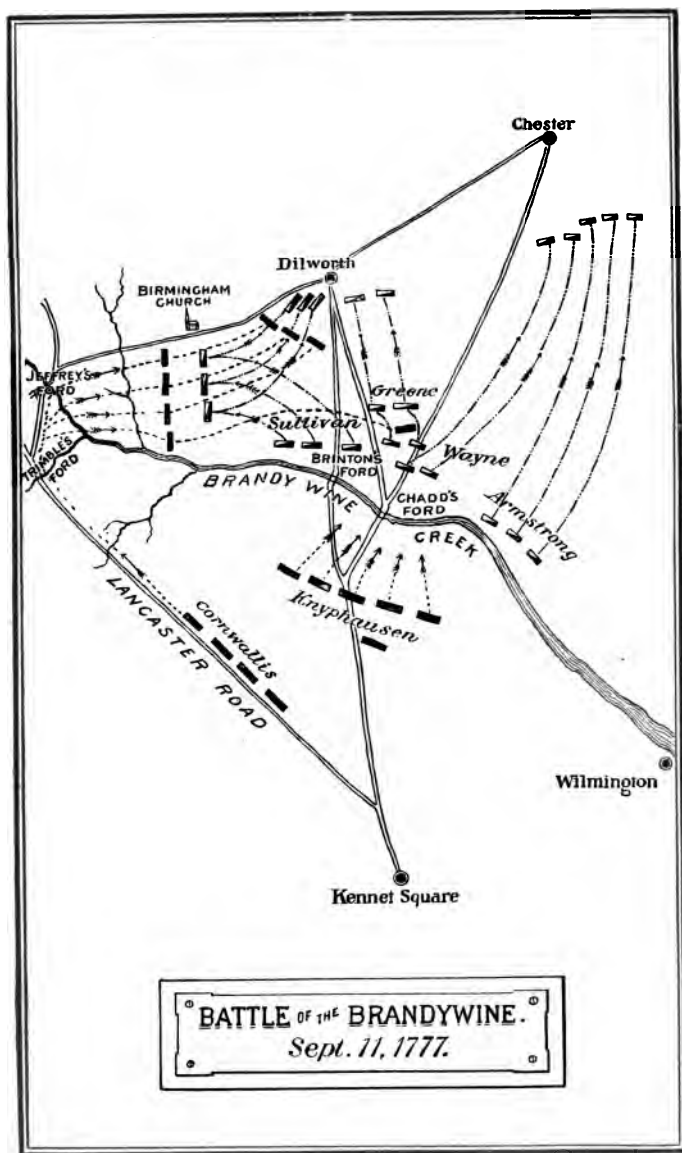 Chester
Dilworth
BIRMINGHAM
CHURCH
JEFFREY'S
FORD
Greene
Sullivan
BRINTON'S
FORD
Wayne
TRIMBLE'S
FORD
BRANDY WINE
CREEK
CHADD'S
FORD
Armstrong
Knyphausen
Cornwallis
LANCASTER ROAD
Wilmington
Kennet Square
BATTLE OF THE BRANDYWINE.
Sept. 11, 1777.